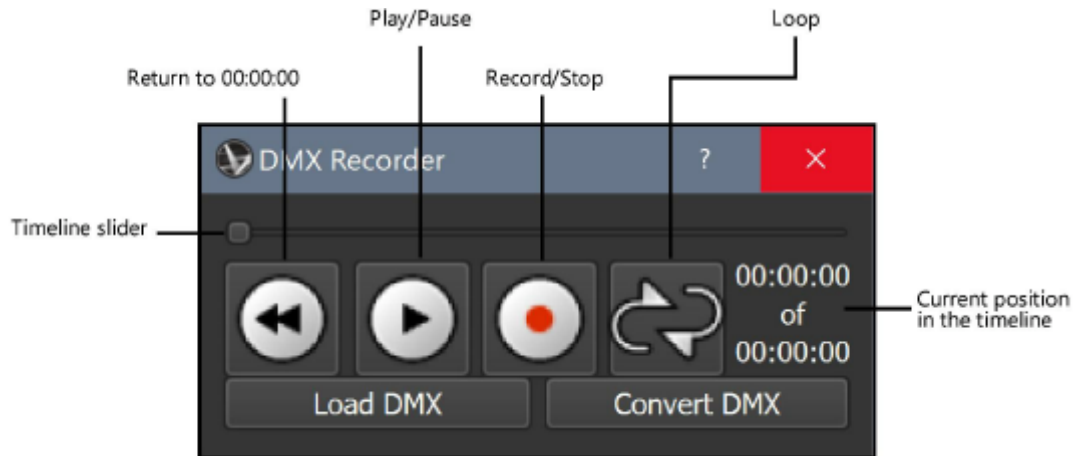 Play/Pause
Loop
Return to 00:00:00
Record/Stop
DMX Recorder
?
Timeline slider
00:00:00
of
00:00:00
Current position
in the timeline
Load DMX
Convert DMX